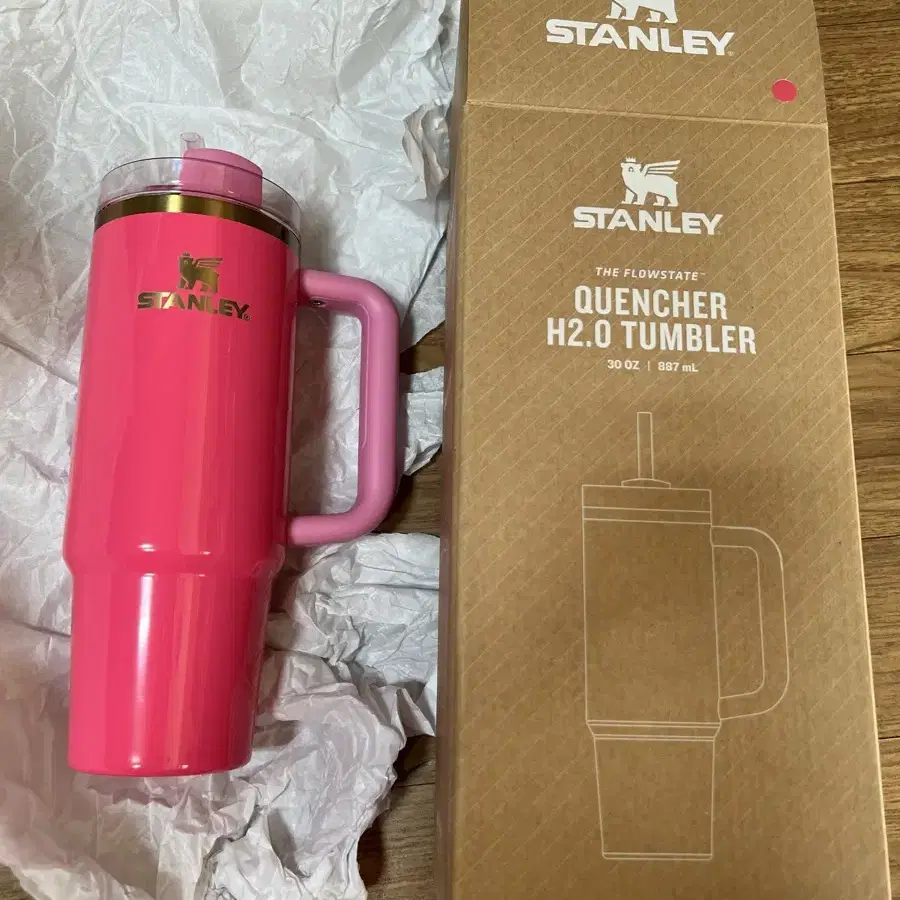 STANLEY
STANLEY
STANLEY
THE FLOWSTATE™
QUENCHER
H2.0 TUMBLER
30 OZ | 887 mL